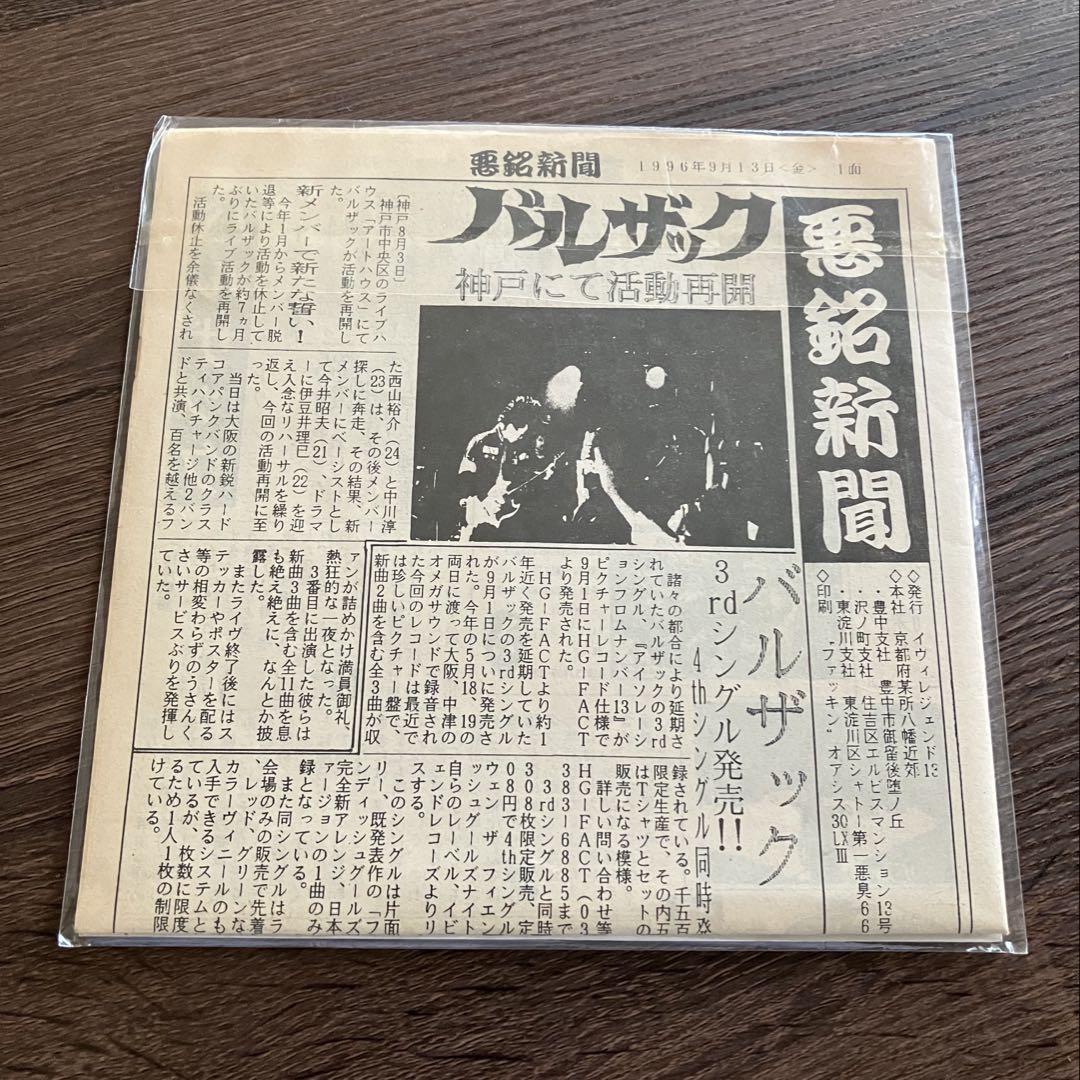 悪銘新聞
1996年9月13日<金> 1面
悪銘新聞
◇発行 イヴィレジェンド13
◇本社 京都府某所八幡近郊
・豊中支社 豊中市砥留後堕ノ丘
・沢ノ町支社 住吉区エルビスマンション13号
・東淀川支社 東淀川区シャトー第一悪臭66
◇印刷 "ファッキン"オアシス30LXⅢ
バルザック
神戸にて活動再開
〔神戸8月3日〕
神戸市中央区のライブハ
ウス「アートハウス」にて
バルザックが活動を再開し
た。
新メンバーで新たな誓い!
今年1月からメンバー脱
退等により活動を休止して
いたバルザックが約7ヵ月
ぶりにライブ活動を再開し
た。
活動休止を余儀なくされ
た西山裕介(24)と中川淳
(23)は、その後メンバー
探しに奔走、その結果、新
メンバーにベーシストとし
て今井昭夫(21)、ドラマ
ーに伊豆井理巳(22)を迎
え入念なリハーサルを繰り
返し、今回の活動再開に至
った。
当日は大阪の新鋭ハード
コアパンクバンドのクラス
ティハイチャージ他2バン
ドと共演、百名を越えるフ
ァンが詰めかけ満員御礼、
熱狂的な一夜となった。
3番目に出演した彼らは
新曲3曲を含む全11曲を息
も絶え絶えに、なんとか披
露した。
またライヴ終了後にはス
テッカーやポスターを配る
等の相変わらずのうさんく
さいサービスぶりを発揮し
ていた。
バルザック
3rdシングル発売!!
4thシングル同時発
諸々の都合により延期さ
れていたバルザックの3rd
シングル、『アイソレーシ
ョンフロムナンバー13』が
9月1日にHG-FACT
ピクチャーレコード仕様で
より発売された。
HG-FACTより約1
年近く発売を延期していた
バルザックの3rdシングル
が9月1日についに発売さ
れた。今年の5月18、19の
両日に渡って大阪、中津の
オメガサウンドで録音され
た今回のレコードは最近で
は珍しいピクチャー盤で、
新曲2曲を含む全3曲が収
録されている。千五百
限定生産で、その内五
はTシャツとセットの
販売になる模様。
詳しい問い合わせ等
HG-FACT(03
383-6885まで
3rdシングルと同時
308枚限定販売、定
08円で4thシングル
ウェン ザ フィエン
ッシュグールズナイト
自らのレーベル、イビ
ェンドレコーズよりリ
スする。
このシングルは片面
リー、既発表作の「フ
ンディッシュグールズ
完全新アレンジ、日本
ァージョンの1曲のみ
録となっている。
また同シングルはラ
会場のみの販売で先着
レッド、グリーンな
カラーヴィニールのも
入手できるシステムと
ているが、枚数に限度
るため1人1枚の制限
けている。